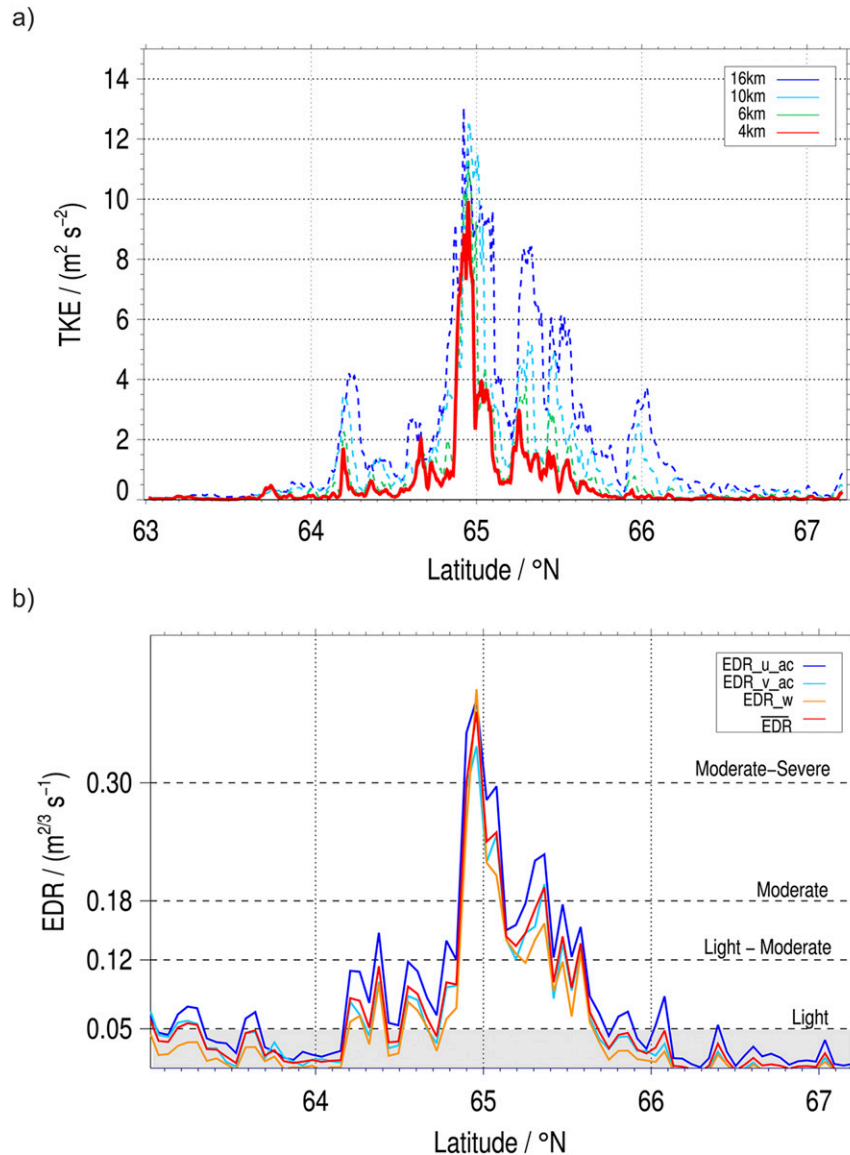 a)
14
12
10
8
6
4
2
0
TKE / (m² s⁻²)
16km
10km
6km
4km
63
64
65
66
67
Latitude / °N
b)
EDR_u_ac
EDR_v_ac
EDR_w
EDR
Moderate-Severe
0.30
Moderate
0.18
Light - Moderate
0.12
Light
0.05
EDR / (m²ᐟ³ s⁻¹)
64
65
66
67
Latitude / °N